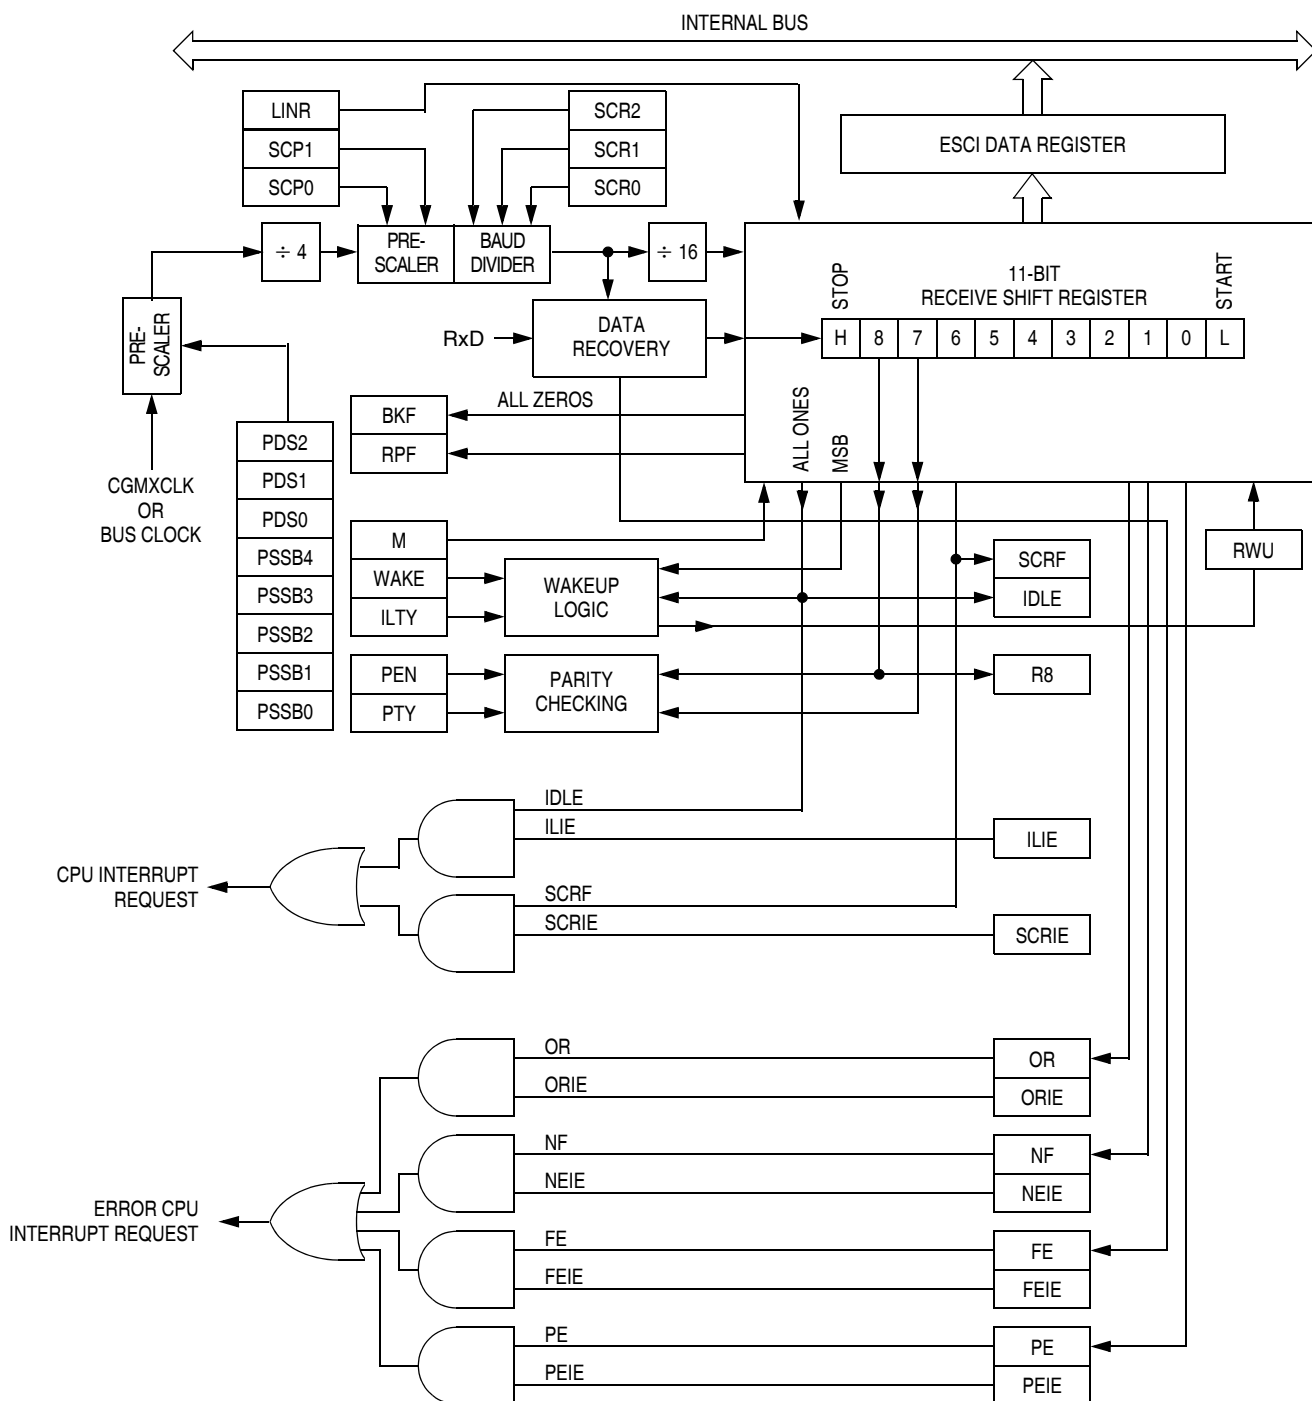 INTERNAL BUS
LINR
SCP1
SCP0
SCR2
SCR1
SCR0
ESCI DATA REGISTER
÷ 4
PRE-
SCALER
BAUD
DIVIDER
÷ 16
STOP
11-BIT
RECEIVE SHIFT REGISTER
START
PRE-
SCALER
RxD
DATA
RECOVERY
H 8 7 6 5 4 3 2 1 0 L
ALL ZEROS
BKF
RPF
ALL ONES
MSB
CGMXCLK
OR
BUS CLOCK
PDS2
PDS1
PDS0
PSSB4
PSSB3
PSSB2
PSSB1
PSSB0
M
WAKE
ILTY
WAKEUP
LOGIC
SCRF
IDLE
RWU
PEN
PTY
PARITY
CHECKING
R8
IDLE
ILIE
ILIE
CPU INTERRUPT
REQUEST
SCRF
SCRIE
SCRIE
OR
ORIE
OR
ORIE
NF
NEIE
NF
NEIE
ERROR CPU
INTERRUPT REQUEST
FE
FEIE
FE
FEIE
PE
PEIE
PE
PEIE